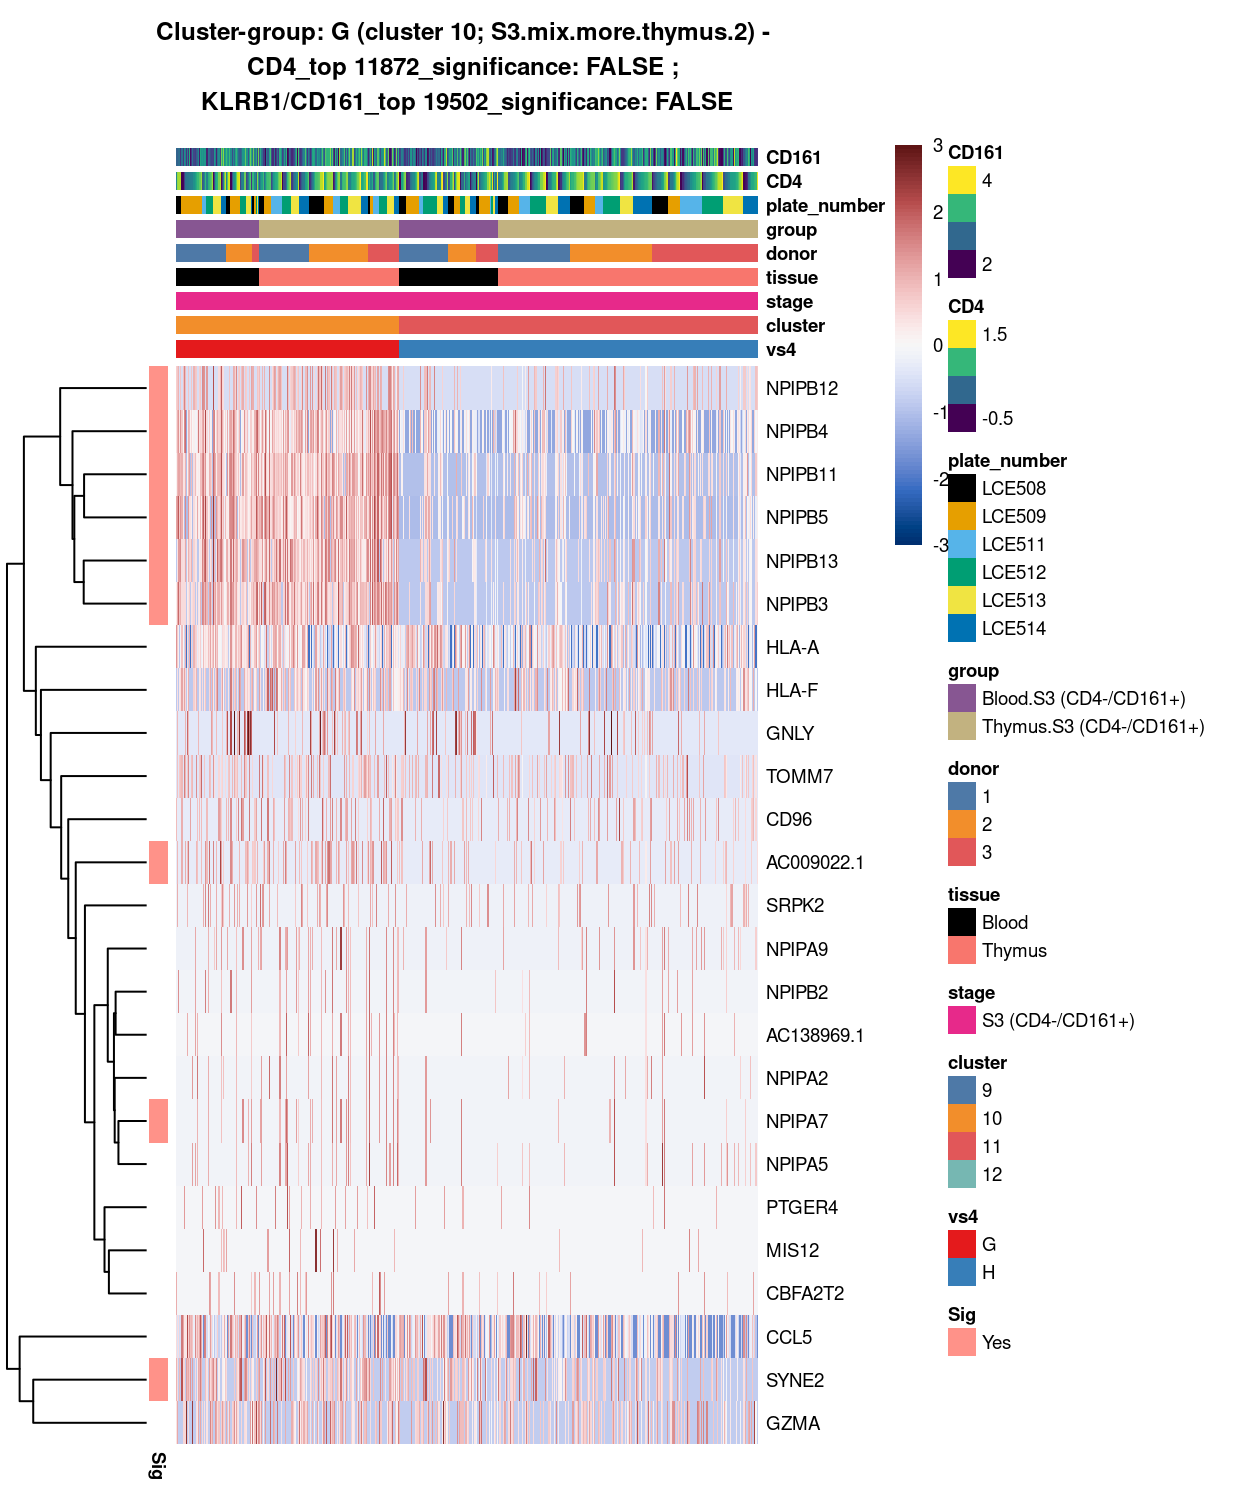 Cluster-group: G (cluster 10; S3.mix.more.thymus.2) -
CD4_top 11872_significance: FALSE ;
KLRB1/CD161_top 19502_significance: FALSE
CD161
CD4
plate_number
group
donor
tissue
stage
cluster
vs4
NPIPB12
NPIPB4
NPIPB11
NPIPB5
NPIPB13
NPIPB3
HLA-A
HLA-F
GNLY
TOMM7
CD96
AC009022.1
SRPK2
NPIPA9
NPIPB2
AC138969.1
NPIPA2
NPIPA7
NPIPA5
PTGER4
MIS12
CBFA2T2
CCL5
SYNE2
GZMA
Sig
3
2
1
0
-1
-2
-3
CD161
4
2
CD4
1.5
-0.5
plate_number
LCE508
LCE509
LCE511
LCE512
LCE513
LCE514
group
Blood.S3 (CD4-/CD161+)
Thymus.S3 (CD4-/CD161+)
donor
1
2
3
tissue
Blood
Thymus
stage
S3 (CD4-/CD161+)
cluster
9
10
11
12
vs4
G
H
Sig
Yes